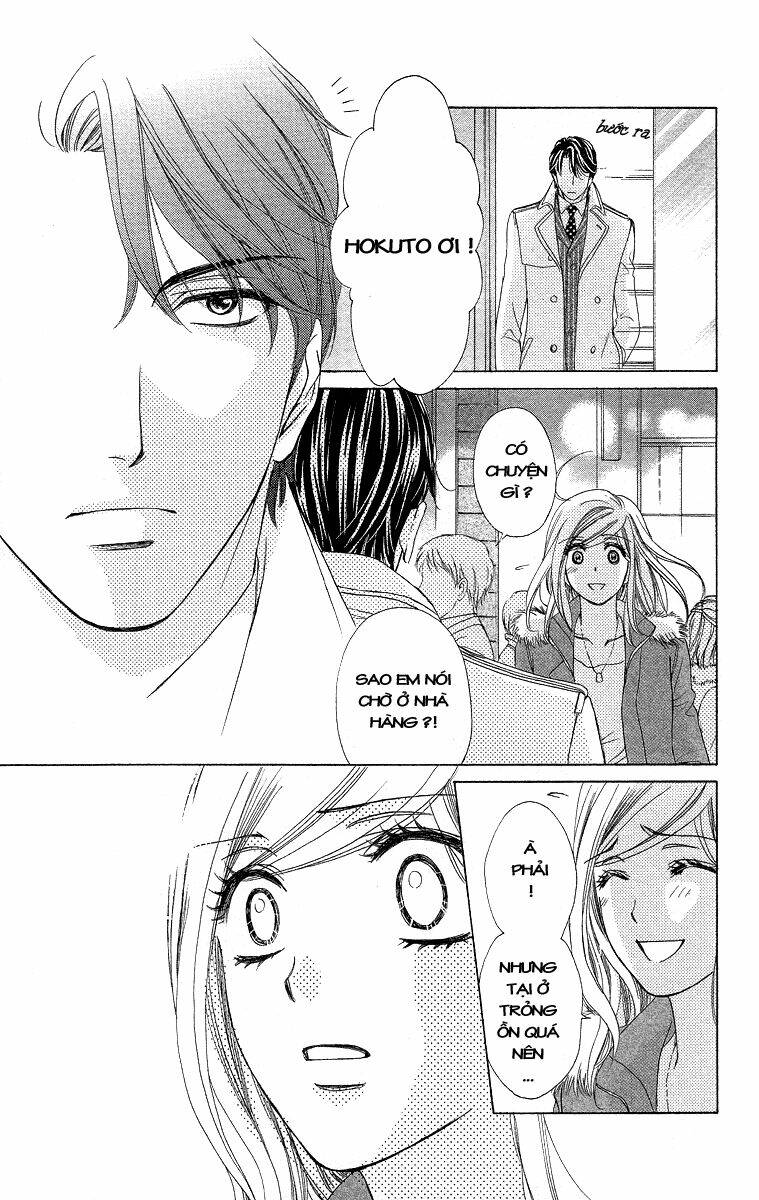 bước ra
HOKUTO ƠI !
CÓ
CHUYỆN
GÌ ?
SAO EM NÓI
CHỜ Ở NHÀ
HÀNG ?!
À
PHẢI
!
NHƯNG
TẠI Ở
TRỎNG
ỒN QUÁ
NÊN
...